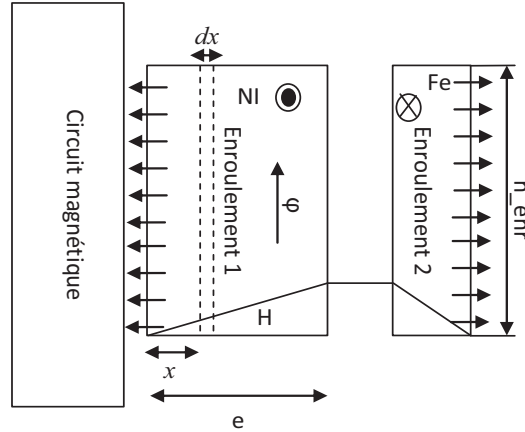 dx
NI
Fe
Circuit magnétique
Enroulement 1
φ
Enroulement 2
h_enr
H
x
e